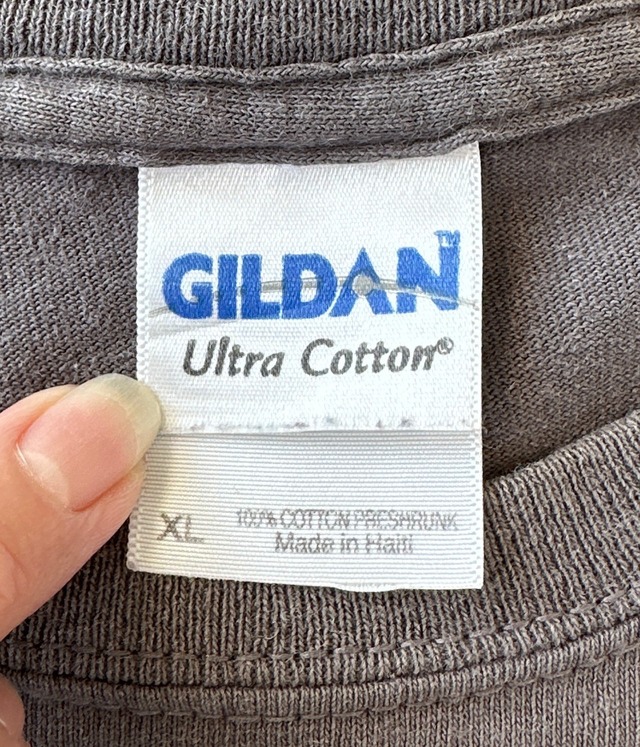 GILDAN™
Ultra Cotton®
XL 100% COTTON PRESHRUNK
Made in Haiti